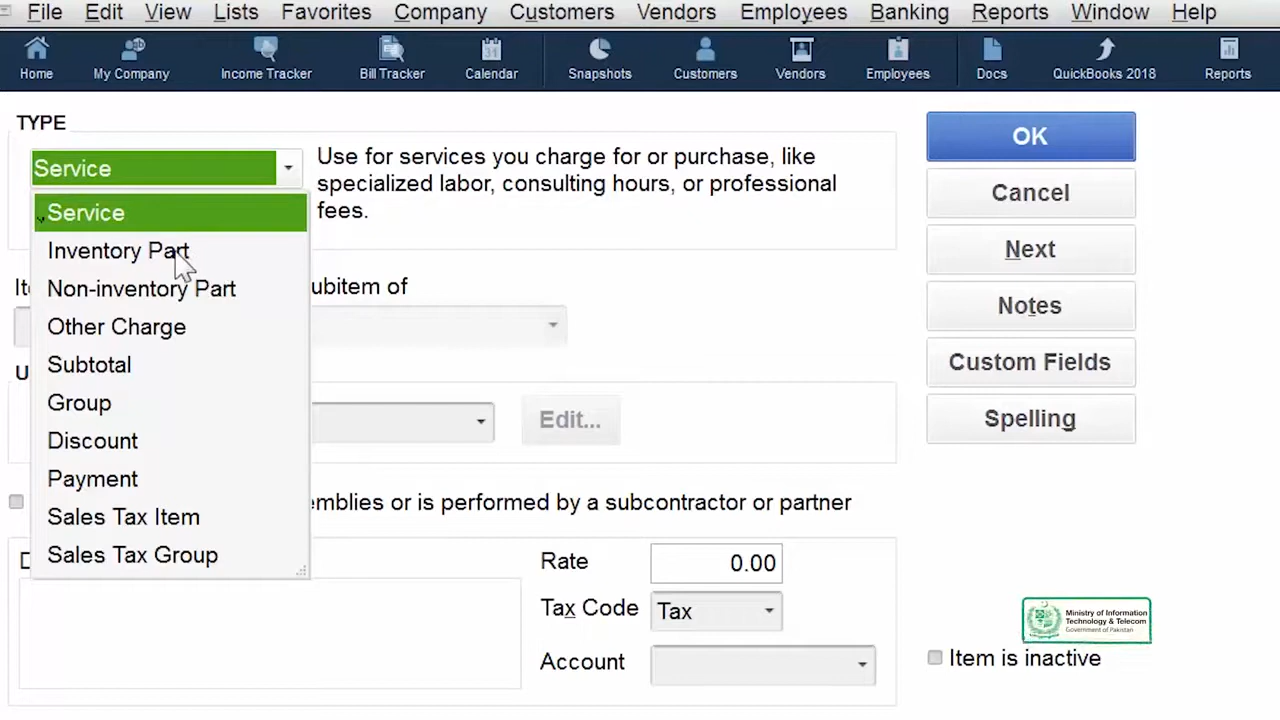 File Edit View Lists Favorites Company Customers Vendors Employees Banking Reports Window Help
Home My Company Income Tracker Bill Tracker Calendar Snapshots Customers Vendors Employees Docs QuickBooks 2018 Reports
TYPE
Service
Use for services you charge for or purchase, like
specialized labor, consulting hours, or professional
fees.
Service
Inventory Part
Non-inventory Part
Other Charge
Subtotal
Group
Discount
Payment
Sales Tax Item
Sales Tax Group
ubitem of
Edit...
emblies or is performed by a subcontractor or partner
Rate 0.00
Tax Code Tax
Account
OK
Cancel
Next
Notes
Custom Fields
Spelling
Ministry of Information
Technology & Telecom
Government of Pakistan
Item is inactive